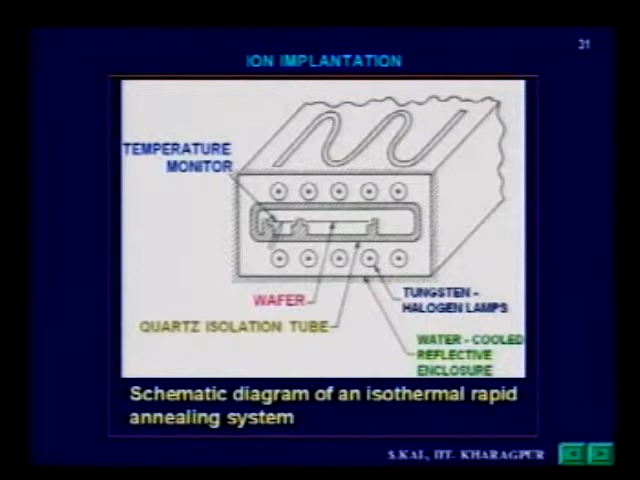 31
ION IMPLANTATION
TEMPERATURE
MONITOR
WAFER
QUARTZ ISOLATION TUBE
TUNGSTEN -
HALOGEN LAMPS
WATER - COOLED
REFLECTIVE
ENCLOSURE
Schematic diagram of an isothermal rapid
annealing system
S.KAL, IIT- KHARAGPUR